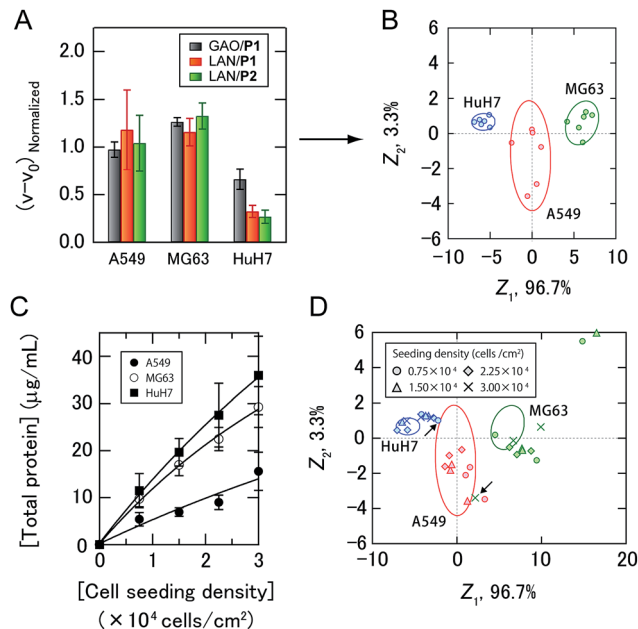 A
(v−v₀) Normalized
1.5
1.0
0.5
0.0
GAO/P1
LAN/P1
LAN/P2
A549 MG63 HuH7
B
Z₂, 3.3%
6
4
2
0
-2
-4
-6
HuH7
MG63
A549
-10 -5 0 5 10
Z₁, 96.7%
C
[Total protein] (μg/mL)
40
30
20
10
0
A549
MG63
HuH7
0 1 2 3
[Cell seeding density]
(×10⁴ cells/cm²)
D
Z₂, 3.3%
6
4
2
0
-2
-4
-6
Seeding density (cells /cm²)
0.75×10⁴ 2.25×10⁴
1.50×10⁴ 3.00×10⁴
MG63
HuH7
A549
-10 0 10 20
Z₁, 96.7%